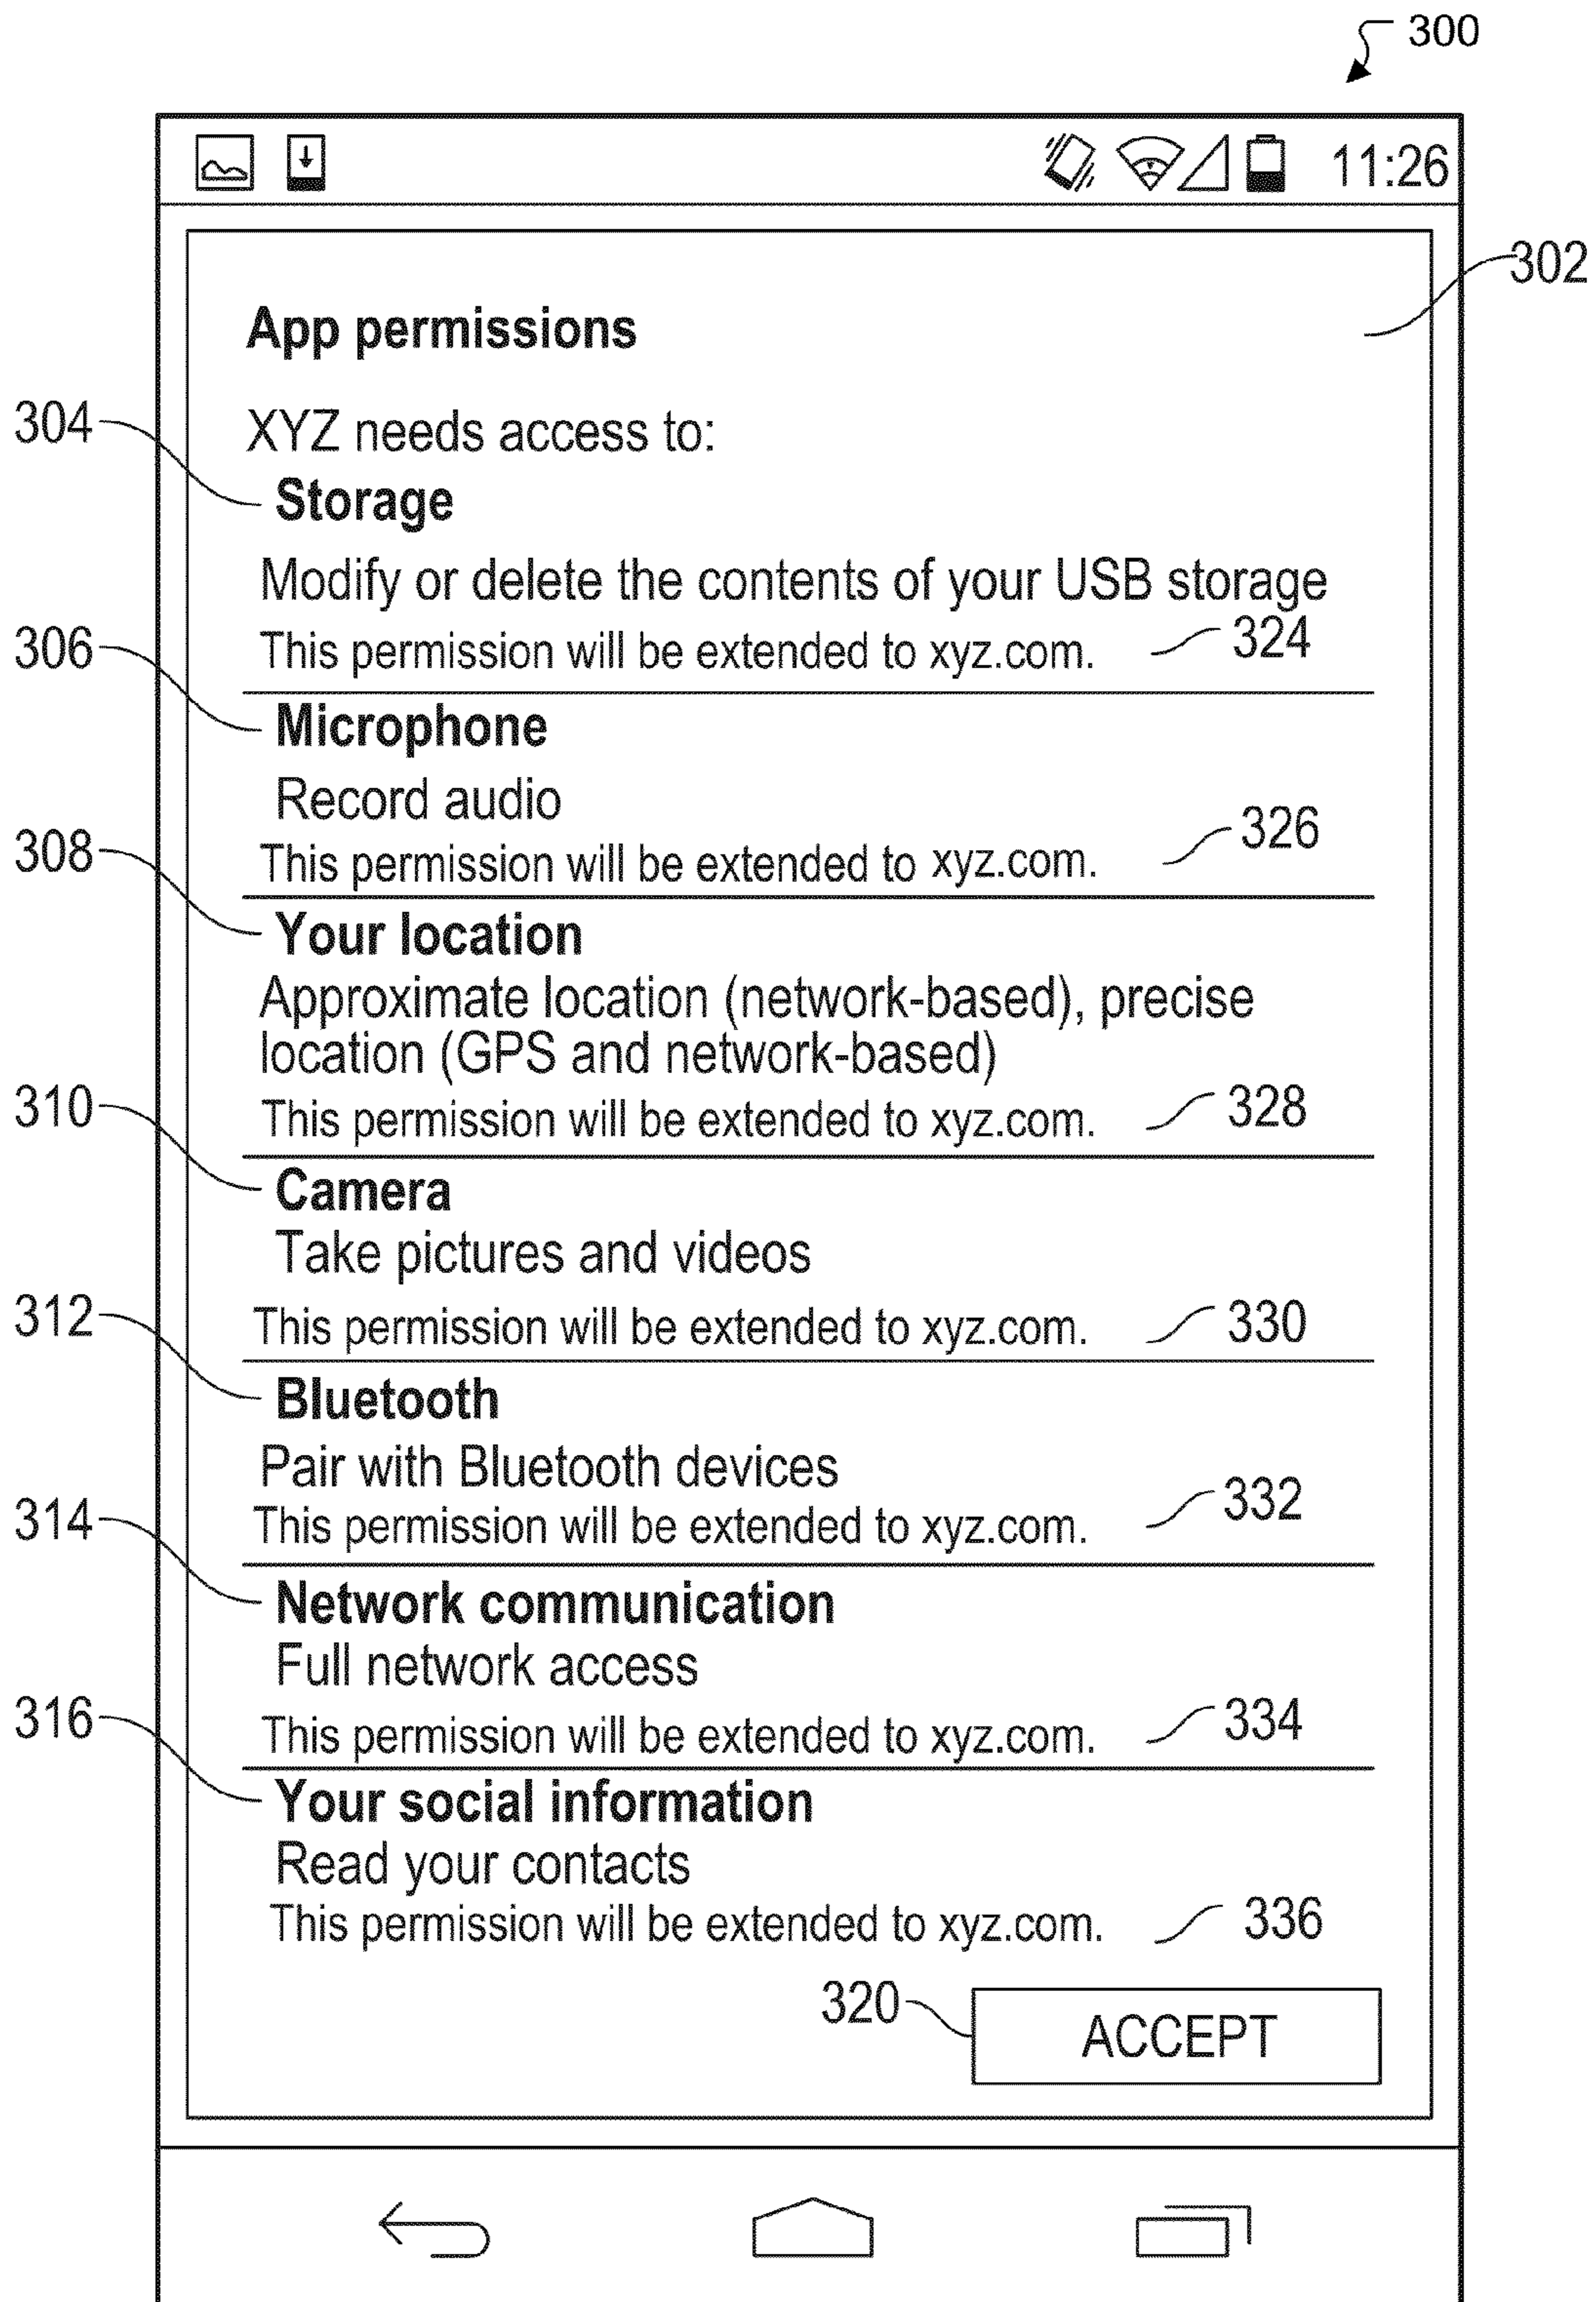 300
11:26
302
App permissions
304
XYZ needs access to:
Storage
Modify or delete the contents of your USB storage
306
This permission will be extended to xyz.com.
324
Microphone
Record audio
308
This permission will be extended to xyz.com.
326
Your location
Approximate location (network-based), precise
location (GPS and network-based)
310
This permission will be extended to xyz.com.
328
Camera
Take pictures and videos
312
This permission will be extended to xyz.com.
330
Bluetooth
Pair with Bluetooth devices
314
This permission will be extended to xyz.com.
332
Network communication
Full network access
316
This permission will be extended to xyz.com.
334
Your social information
Read your contacts
This permission will be extended to xyz.com.
336
320
ACCEPT